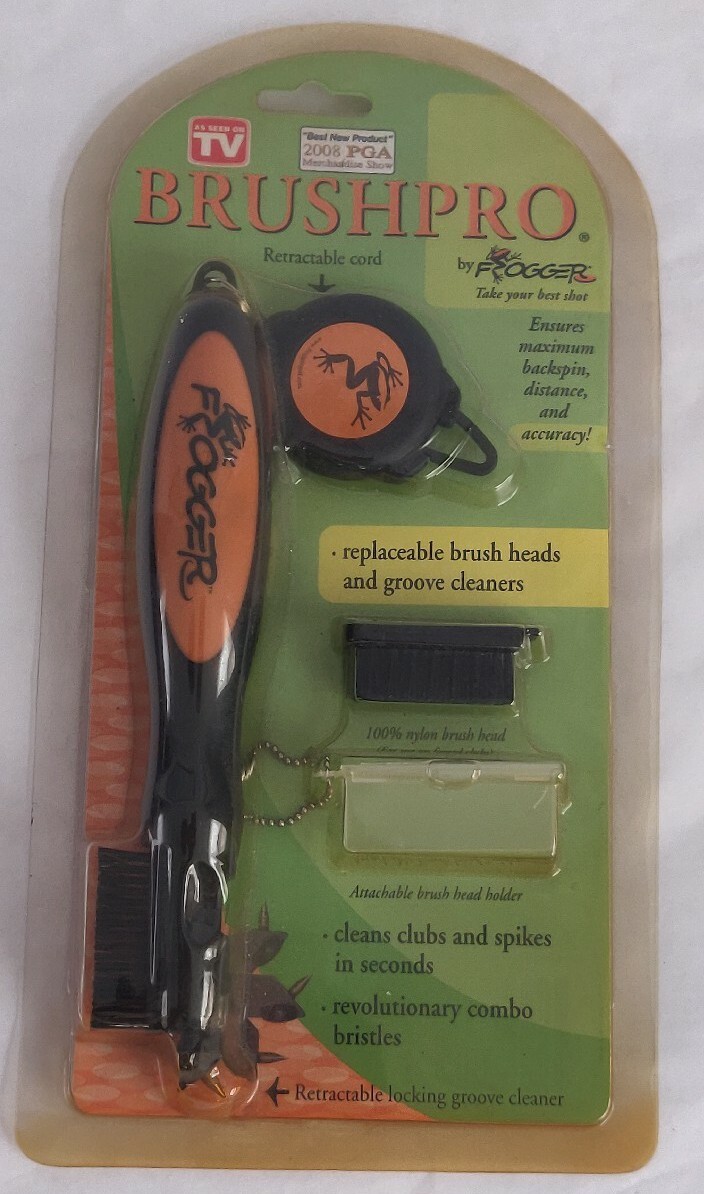 AS SEEN ON
TV
"Best New Product"
2008 PGA
Merchandise Show
BRUSHPRO®
Retractable cord
by FROGGER
Take your best shot
Ensures
maximum
backspin,
distance,
and
accuracy!
FROGGER™
· replaceable brush heads
and groove cleaners
100% nylon brush head
Attachable brush head holder
· cleans clubs and spikes
in seconds
· revolutionary combo
bristles
Retractable locking groove cleaner